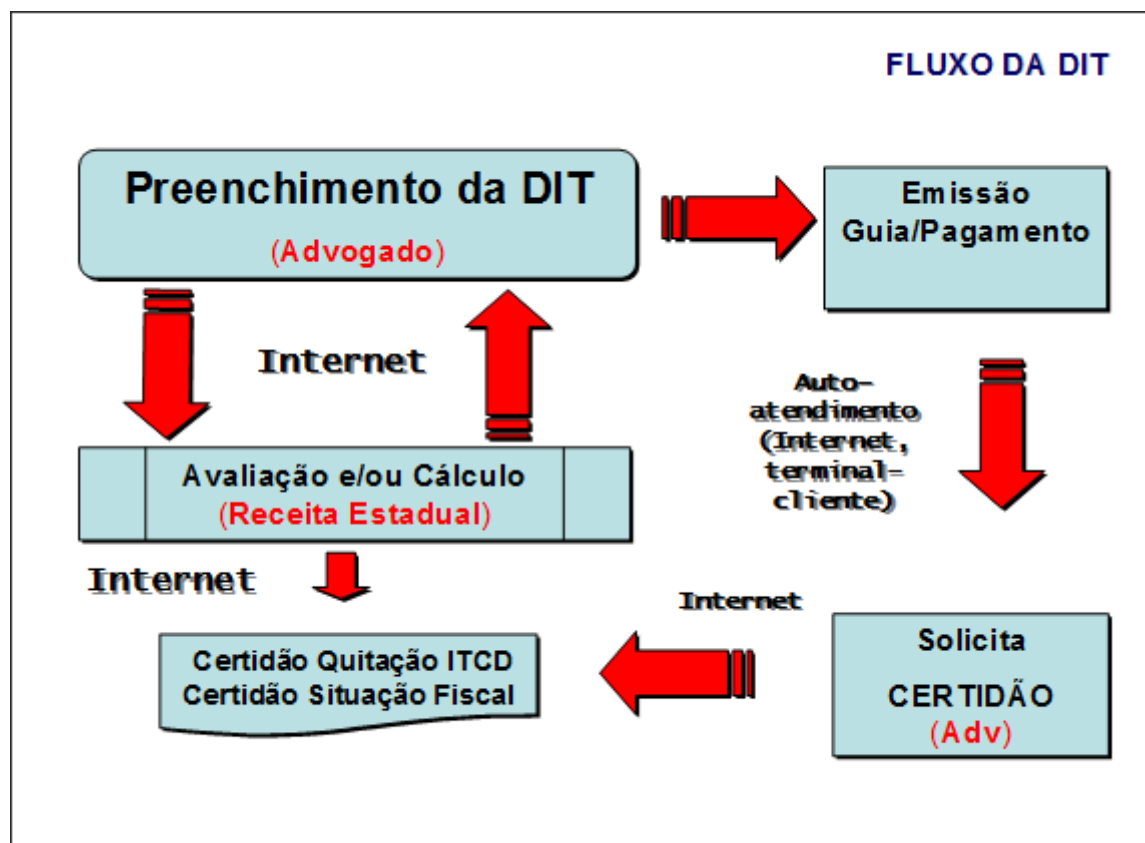 FLUXO DA DIT
Preenchimento da DIT
(Advogado)
Emissão
Guia/Pagamento
Internet
Auto-
atendimento
(Internet,
terminal-
cliente)
Avaliação e/ou Cálculo
(Receita Estadual)
Internet
Internet
Certidão Quitação ITCD
Certidão Situação Fiscal
Solicita
CERTIDÃO
(Adv)